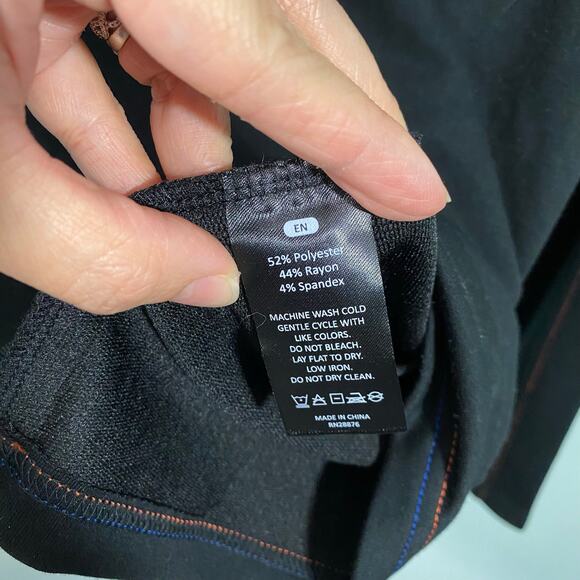 EN
52% Polyester
44% Rayon
4% Spandex
MACHINE WASH COLD
GENTLE CYCLE WITH
LIKE COLORS.
DO NOT BLEACH.
LAY FLAT TO DRY.
LOW IRON.
DO NOT DRY CLEAN.
MADE IN CHINA
RN28876